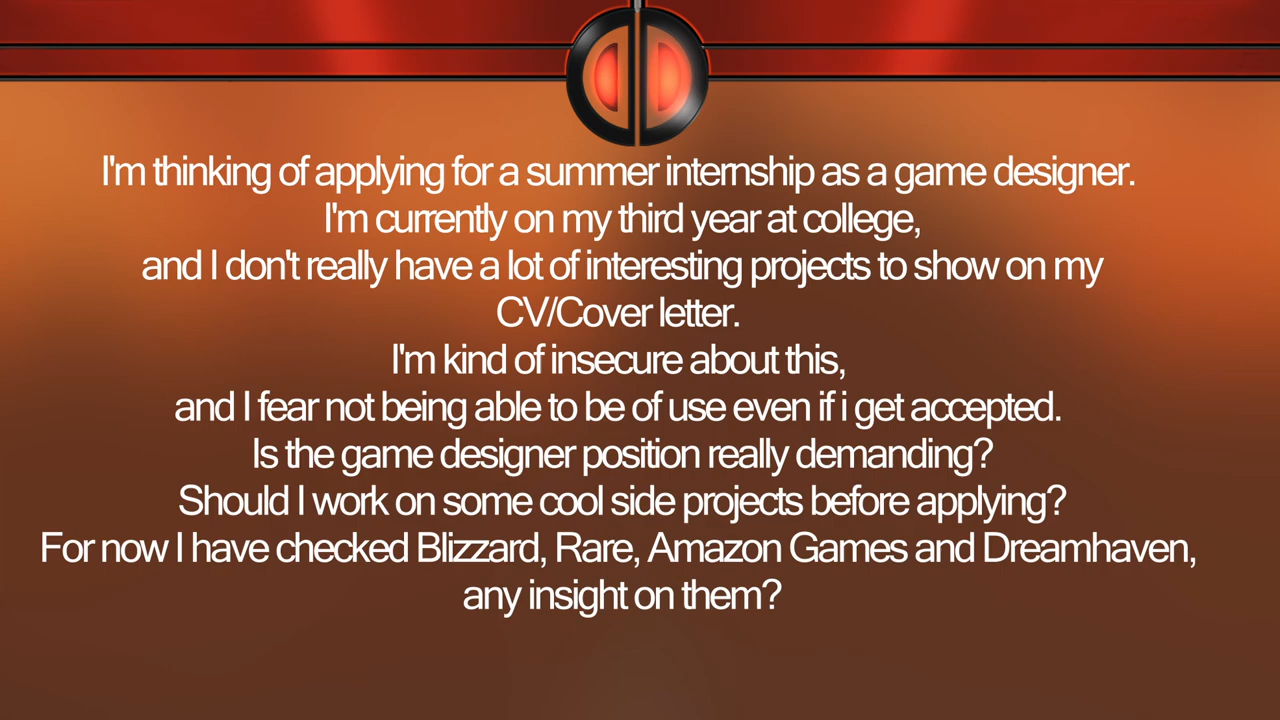 I'm thinking of applying for a summer internship as a game designer.
I'm currently on my third year at college,
and I don't really have a lot of interesting projects to show on my
CV/Cover letter.
I'm kind of insecure about this,
and I fear not being able to be of use even if i get accepted.
Is the game designer position really demanding?
Should I work on some cool side projects before applying?
For now I have checked Blizzard, Rare, Amazon Games and Dreamhaven,
any insight on them?